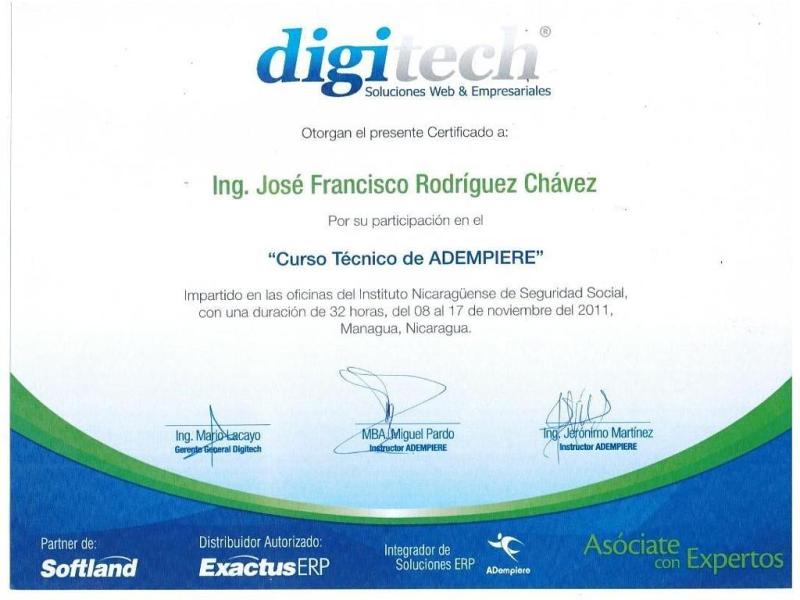 digitech®
Soluciones Web & Empresariales
Otorgan el presente Certificado a:
Ing. José Francisco Rodríguez Chávez
Por su participación en el
“Curso Técnico de ADEMPIERE”
Impartido en las oficinas del Instituto Nicaragüense de Seguridad Social,
con una duración de 32 horas, del 08 al 17 de noviembre del 2011,
Managua, Nicaragua.
Ing. Mario Lacayo
Gerente General Digitech
MBA. Miguel Pardo
Instructor ADEMPIERE
Ing. Jerónimo Martínez
Instructor ADEMPIERE
Partner de:
Softland
Distribuidor Autorizado:
Exactus ERP
Integrador de
Soluciones ERP
ADempiere
Asóciate
con Expertos